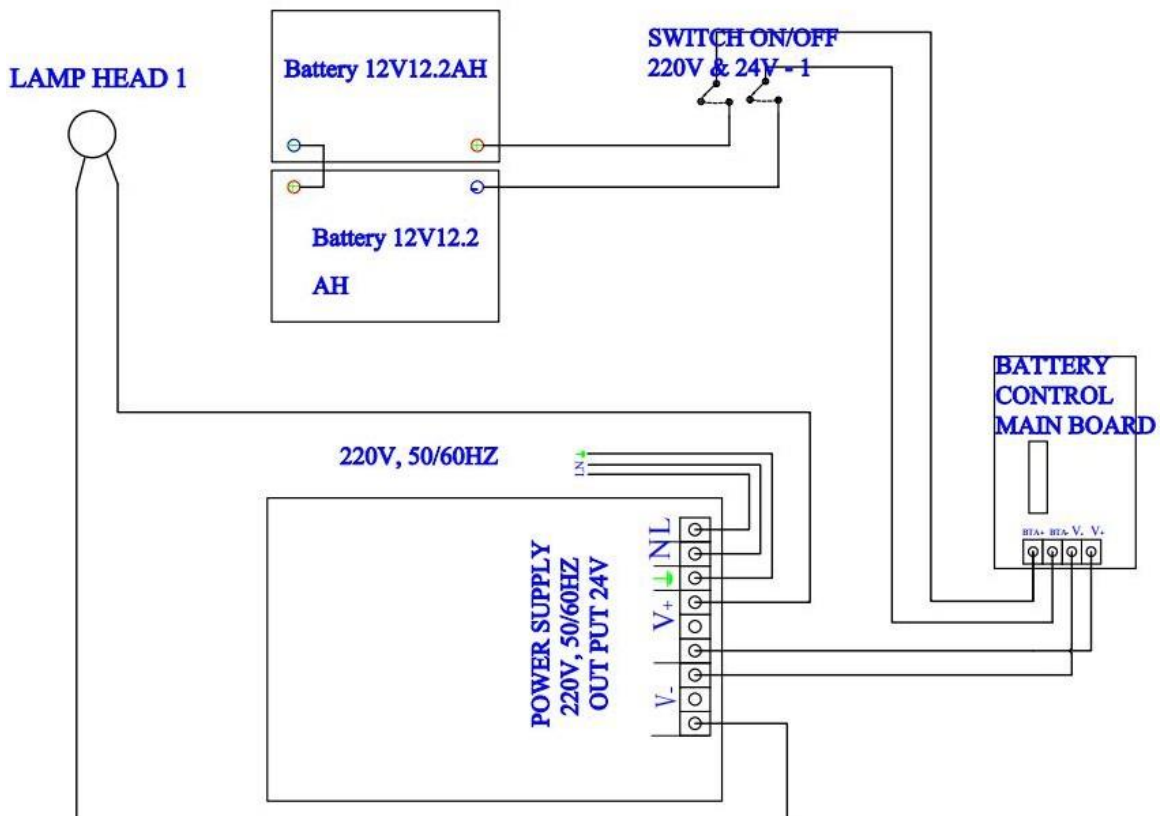 SWITCH ON/OFF
220V & 24V - 1
LAMP HEAD 1
Battery 12V12.2AH
Battery 12V12.2
AH
BATTERY
CONTROL
MAIN BOARD
BTA+ BTA- V- V+
220V, 50/60HZ
LN
L
N
V+
V-
POWER SUPPLY
220V, 50/60HZ
OUT PUT 24V